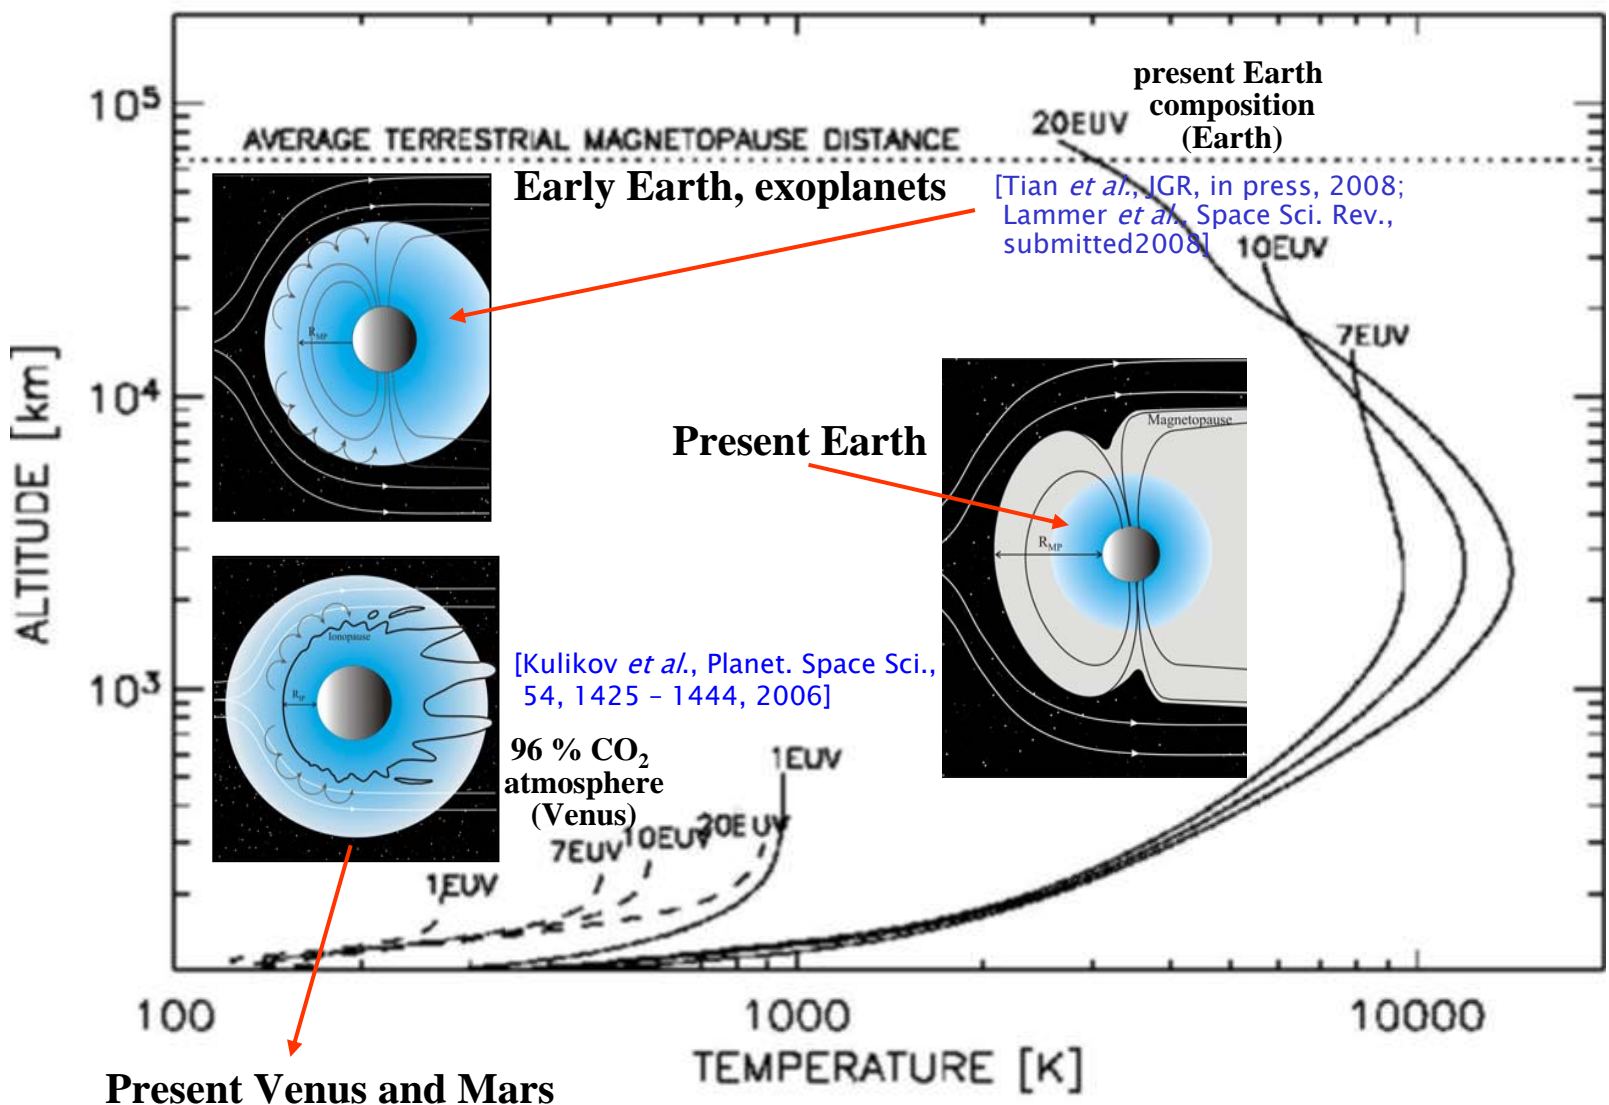 present Earth
composition
(Earth)
10⁵
20EUV
AVERAGE TERRESTRIAL MAGNETOPAUSE DISTANCE
Early Earth, exoplanets
[Tian et al., JGR, in press, 2008;
Lammer et al., Space Sci. Rev.,
submitted2008]
10EUV
R_MP
7EUV
ALTITUDE [km]
10⁴
Magnetopause
Present Earth
R_MP
Ionopause
[Kulikov et al., Planet. Space Sci.,
54, 1425 – 1444, 2006]
10³
R_IP
96 % CO₂
atmosphere
(Venus)
1EUV
20EUV
10EUV
7EUV
1EUV
100
1000
10000
TEMPERATURE [K]
Present Venus and Mars